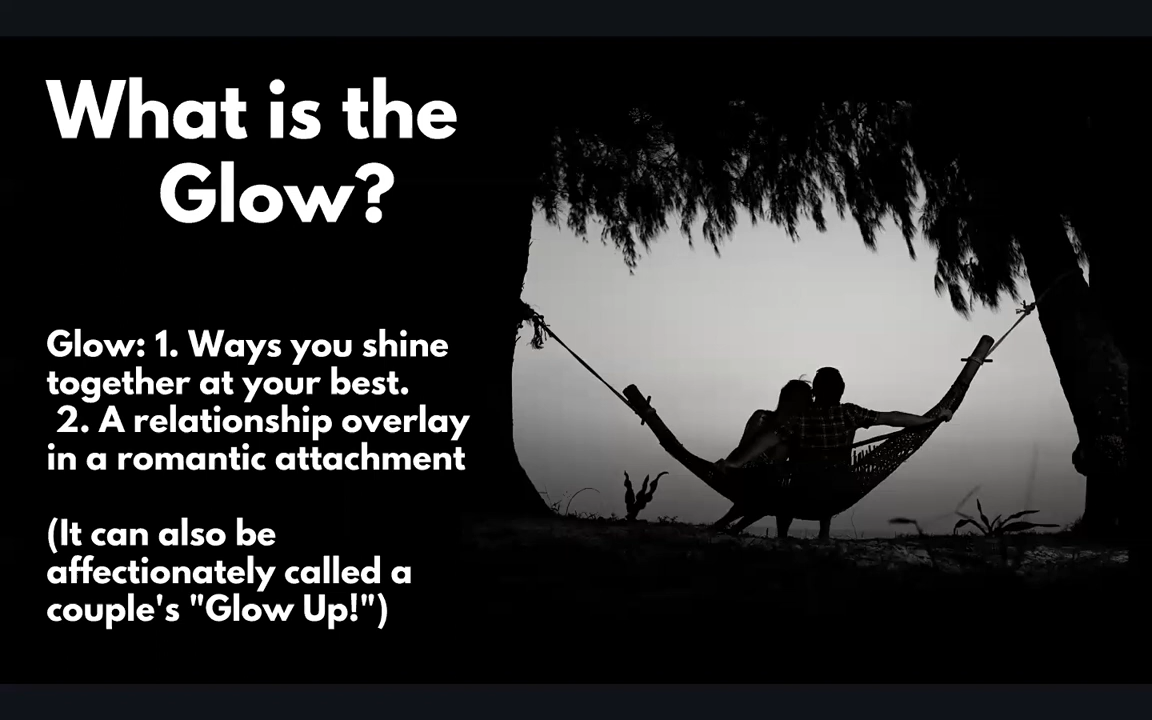 What is the
Glow?
Glow: 1. Ways you shine
together at your best.
2. A relationship overlay
in a romantic attachment
(It can also be
affectionately called a
couple's "Glow Up!")